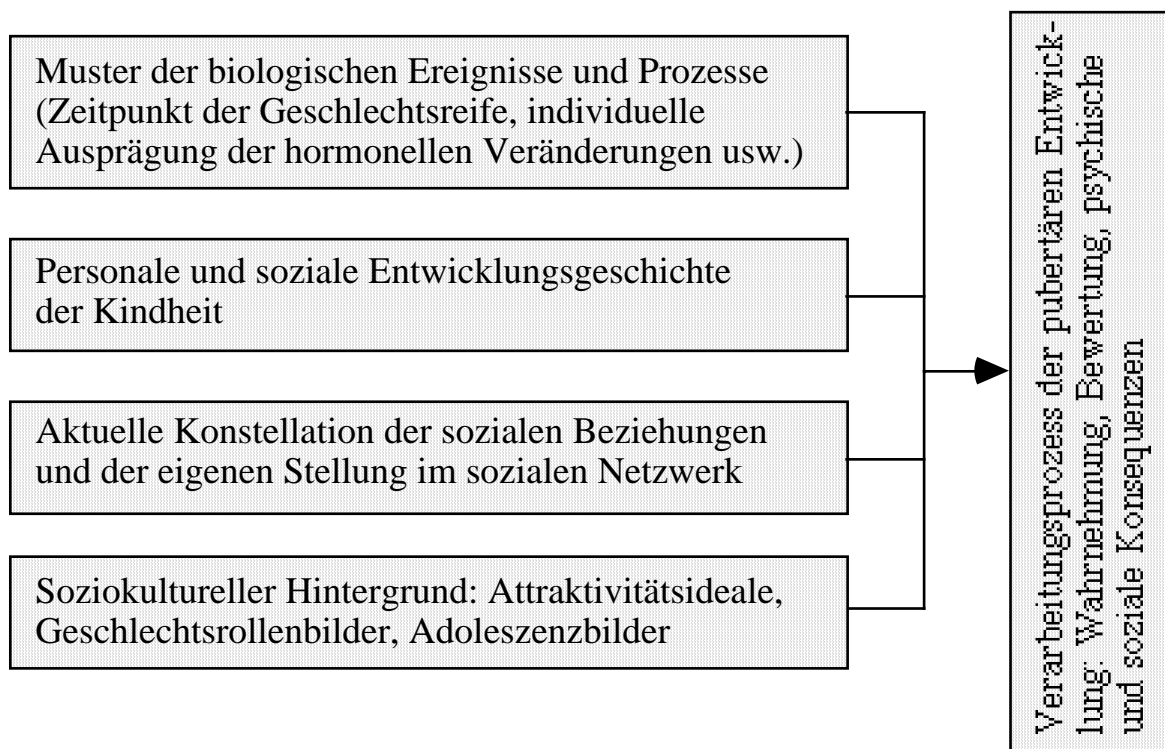 Muster der biologischen Ereignisse und Prozesse
(Zeitpunkt der Geschlechtsreife, individuelle
Ausprägung der hormonellen Veränderungen usw.)
Personale und soziale Entwicklungsgeschichte
der Kindheit
Aktuelle Konstellation der sozialen Beziehungen
und der eigenen Stellung im sozialen Netzwerk
Soziokultureller Hintergrund: Attraktivitätsideale,
Geschlechtsrollenbilder, Adoleszenzbilder
Verarbeitungsprozess der pubertären Entwick-
lung: Wahrnehmung, Bewertung, psychische
und soziale Konsequenzen